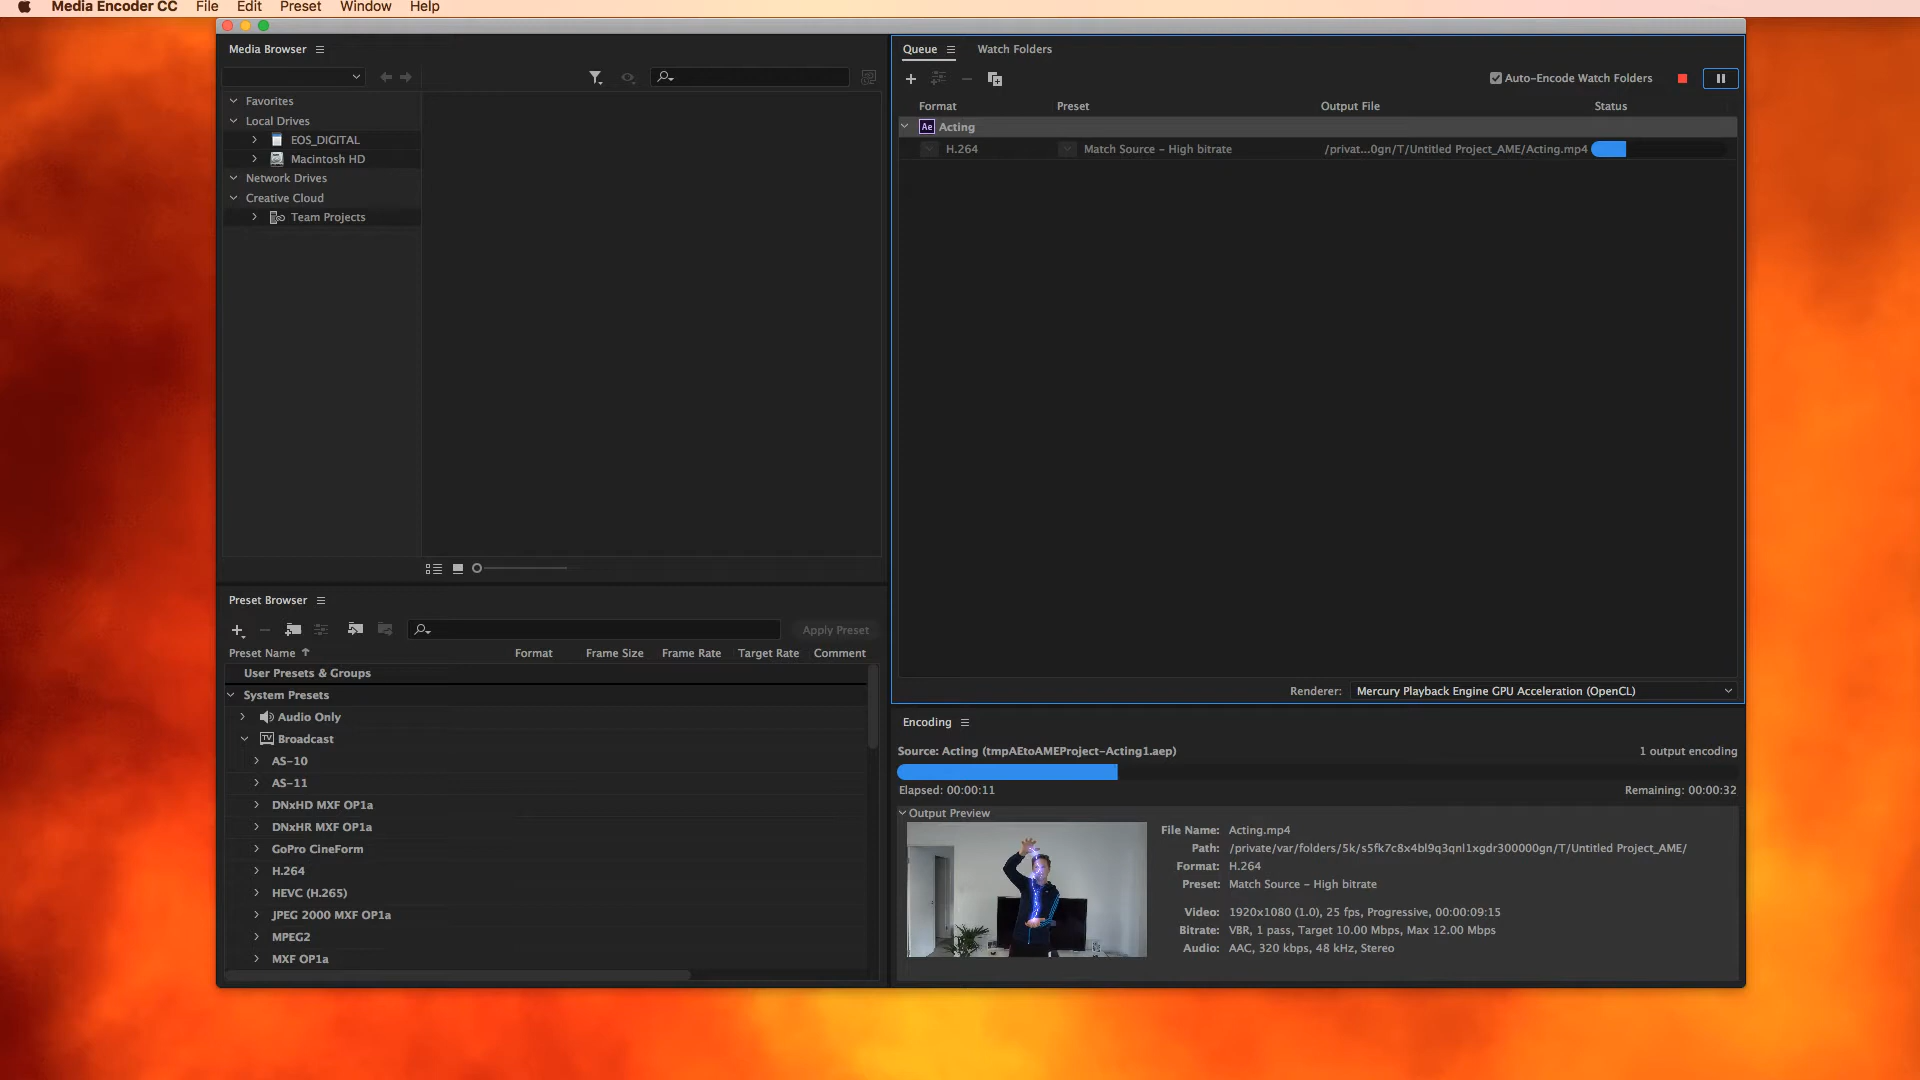 Media Encoder CC File Edit Preset Window Help
Media Browser
Favorites
Local Drives
EOS_DIGITAL
Macintosh HD
Network Drives
Creative Cloud
Team Projects
Queue Watch Folders
Auto-Encode Watch Folders
Format Preset Output File Status
Ae Acting
H.264 Match Source – High bitrate /privat...0gn/T/Untitled Project_AME/Acting.mp4
Renderer: Mercury Playback Engine GPU Acceleration (OpenCL)
Preset Browser
Apply Preset
Preset Name Format Frame Size Frame Rate Target Rate Comment
User Presets & Groups
System Presets
Audio Only
TV Broadcast
AS-10
AS-11
DNxHD MXF OP1a
DNxHR MXF OP1a
GoPro CineForm
H.264
HEVC (H.265)
JPEG 2000 MXF OP1a
MPEG2
MXF OP1a
Encoding
Source: Acting (tmpAEtoAMEProject-Acting1.aep) 1 output encoding
Elapsed: 00:00:11 Remaining: 00:00:32
Output Preview
File Name: Acting.mp4
Path: /private/var/folders/5k/s5fk7c8x4bl9q3qnl1xgdr300000gn/T/Untitled Project_AME/
Format: H.264
Preset: Match Source – High bitrate
Video: 1920x1080 (1.0), 25 fps, Progressive, 00:00:09:15
Bitrate: VBR, 1 pass, Target 10.00 Mbps, Max 12.00 Mbps
Audio: AAC, 320 kbps, 48 kHz, Stereo